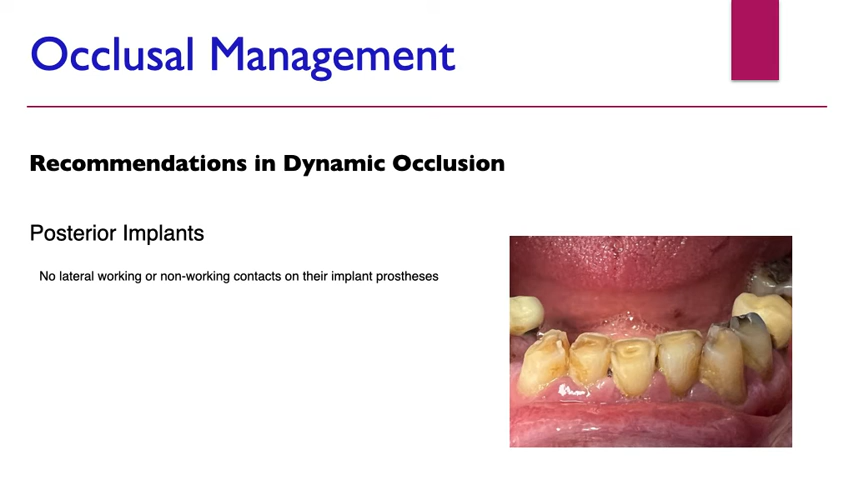 Occlusal Management
Recommendations in Dynamic Occlusion
Posterior Implants
No lateral working or non-working contacts on their implant prostheses